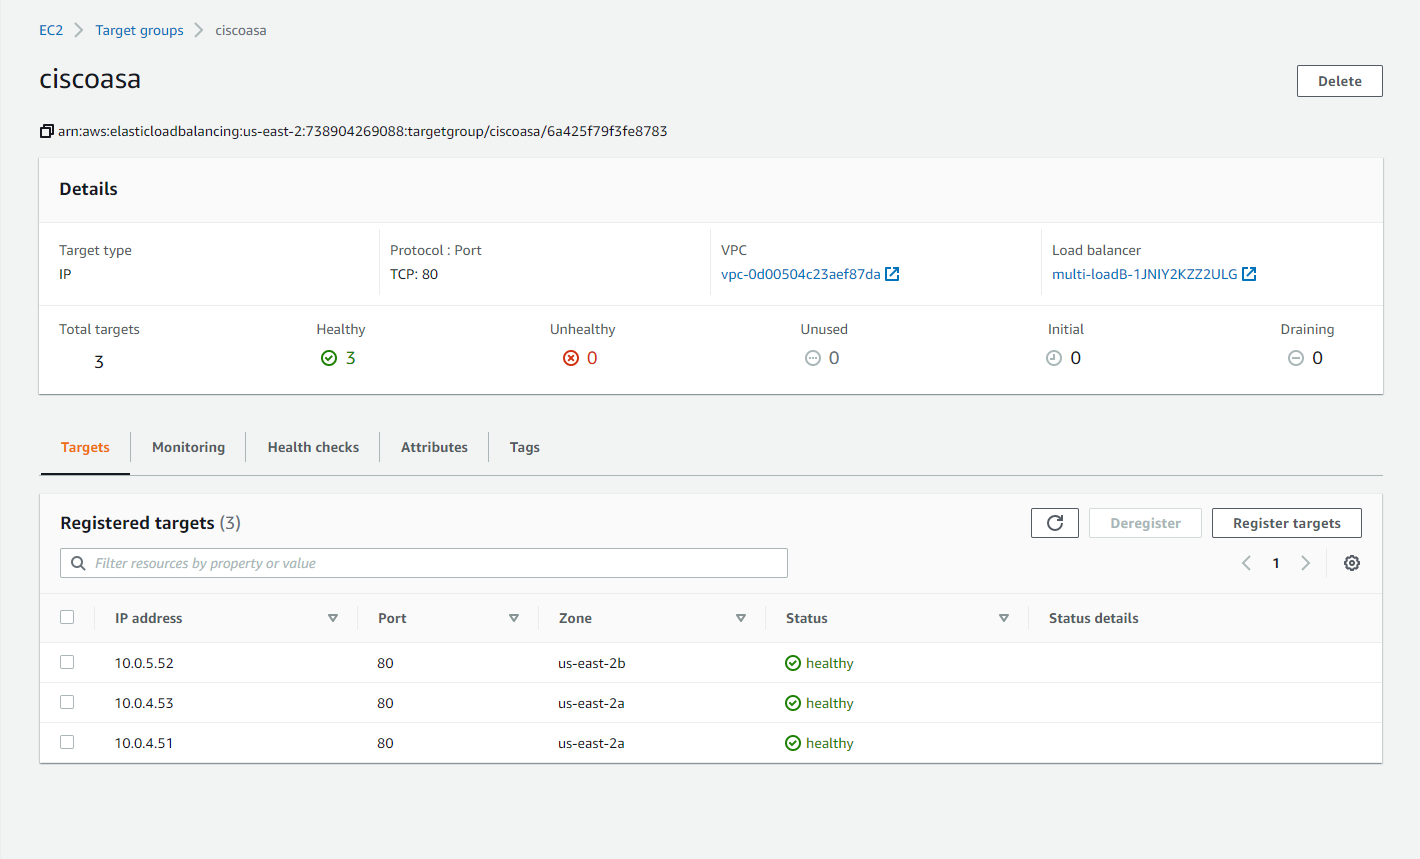 EC2 Target groups ciscoasa
ciscoasa
Delete
arn:aws:elasticloadbalancing:us-east-2:738904269088:targetgroup/ciscoasa/6a425f79f3fe8783
Details
Target type Protocol : Port VPC Load balancer
IP TCP: 80 vpc-0d00504c23aef87da multi-loadB-1JNIY2KZZ2ULG
Total targets Healthy Unhealthy Unused Initial Draining
3 3 0 0 0 0
Targets Monitoring Health checks Attributes Tags
Registered targets (3) Deregister Register targets
Filter resources by property or value 1
IP address Port Zone Status Status details
10.0.5.52 80 us-east-2b healthy
10.0.4.53 80 us-east-2a healthy
10.0.4.51 80 us-east-2a healthy